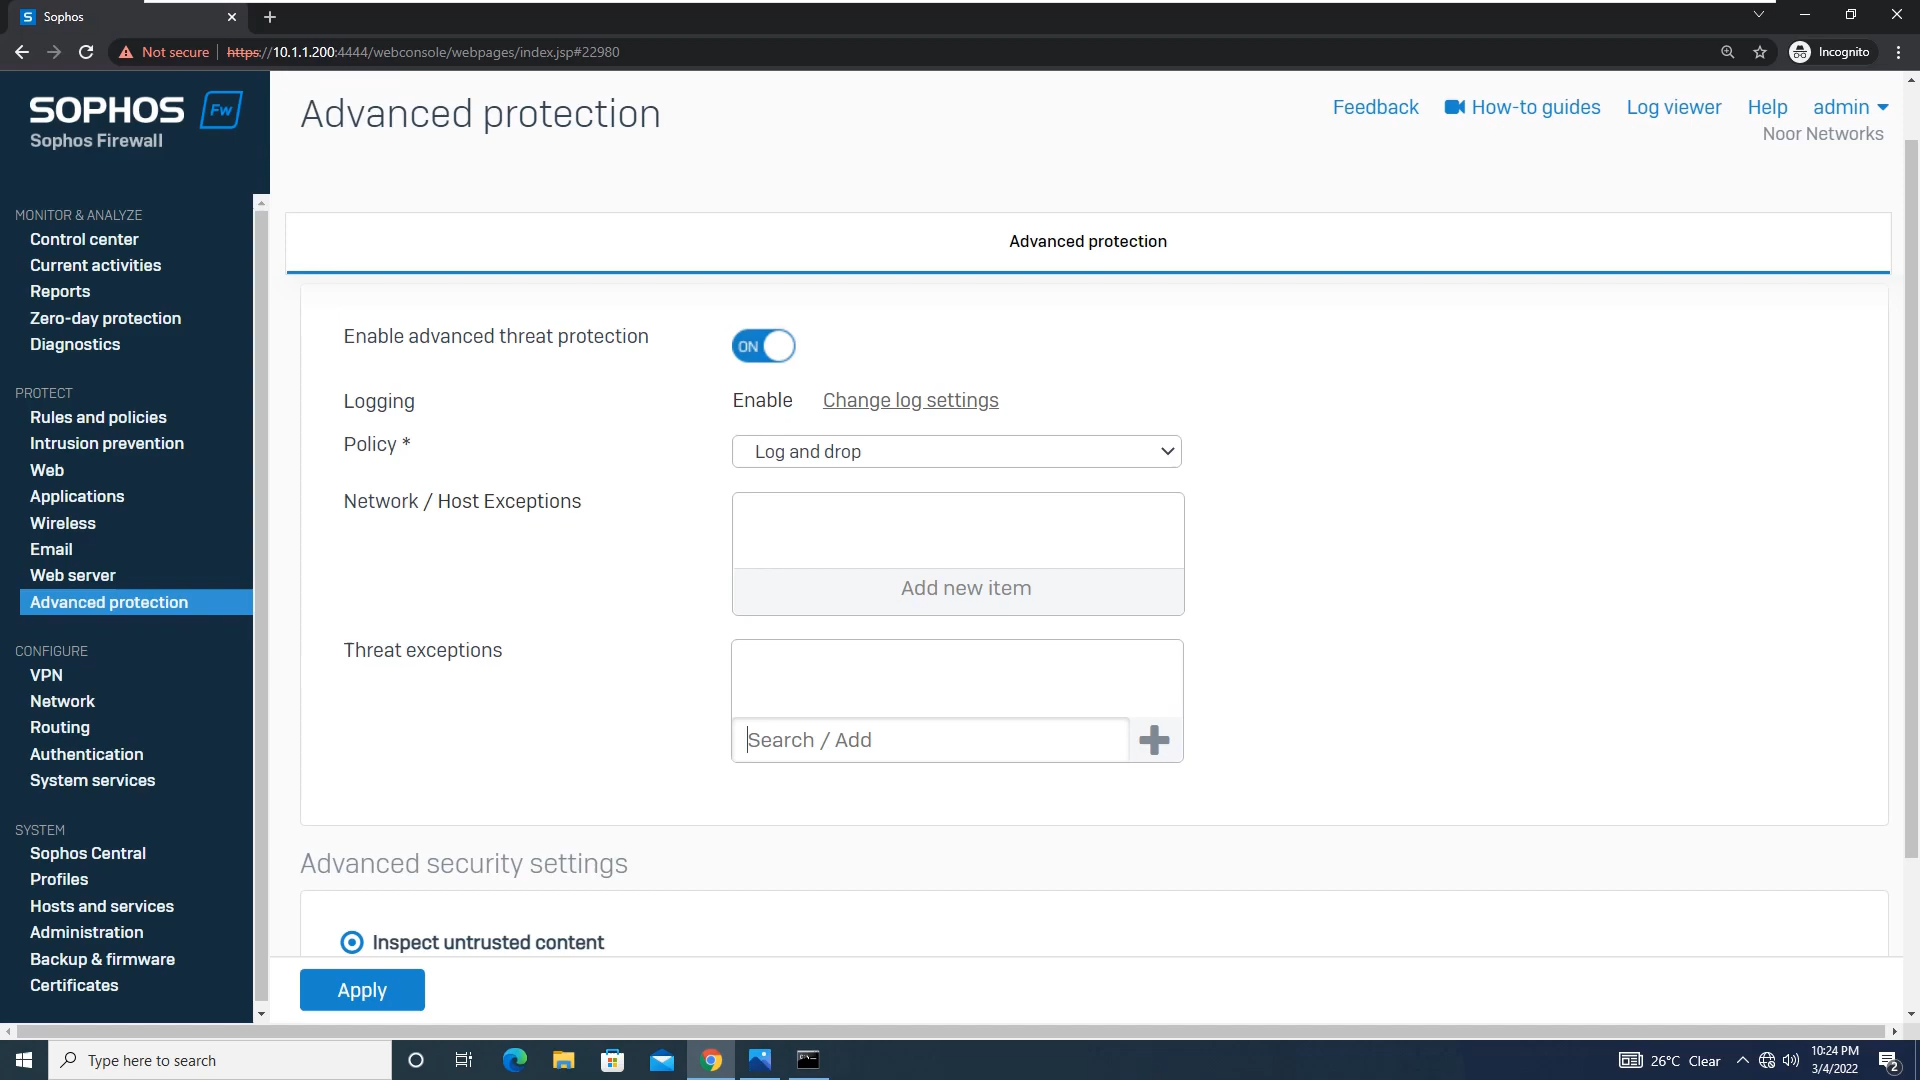 Sophos
Not secure
https://10.1.1.200:4444/webconsole/webpages/index.jsp#22980
Incognito
SOPHOS
Fw
Sophos Firewall
Advanced protection
Feedback
How-to guides
Log viewer
Help
admin
Noor Networks
MONITOR & ANALYZE
Control center
Current activities
Reports
Zero-day protection
Diagnostics
PROTECT
Rules and policies
Intrusion prevention
Web
Applications
Wireless
Email
Web server
Advanced protection
CONFIGURE
VPN
Network
Routing
Authentication
System services
SYSTEM
Sophos Central
Profiles
Hosts and services
Administration
Backup & firmware
Certificates
Advanced protection
Enable advanced threat protection
ON
Logging
Enable
Change log settings
Policy *
Log and drop
Network / Host Exceptions
Add new item
Threat exceptions
Search / Add
Advanced security settings
Inspect untrusted content
Apply
Type here to search
26°C Clear
10:24 PM
3/4/2022
2